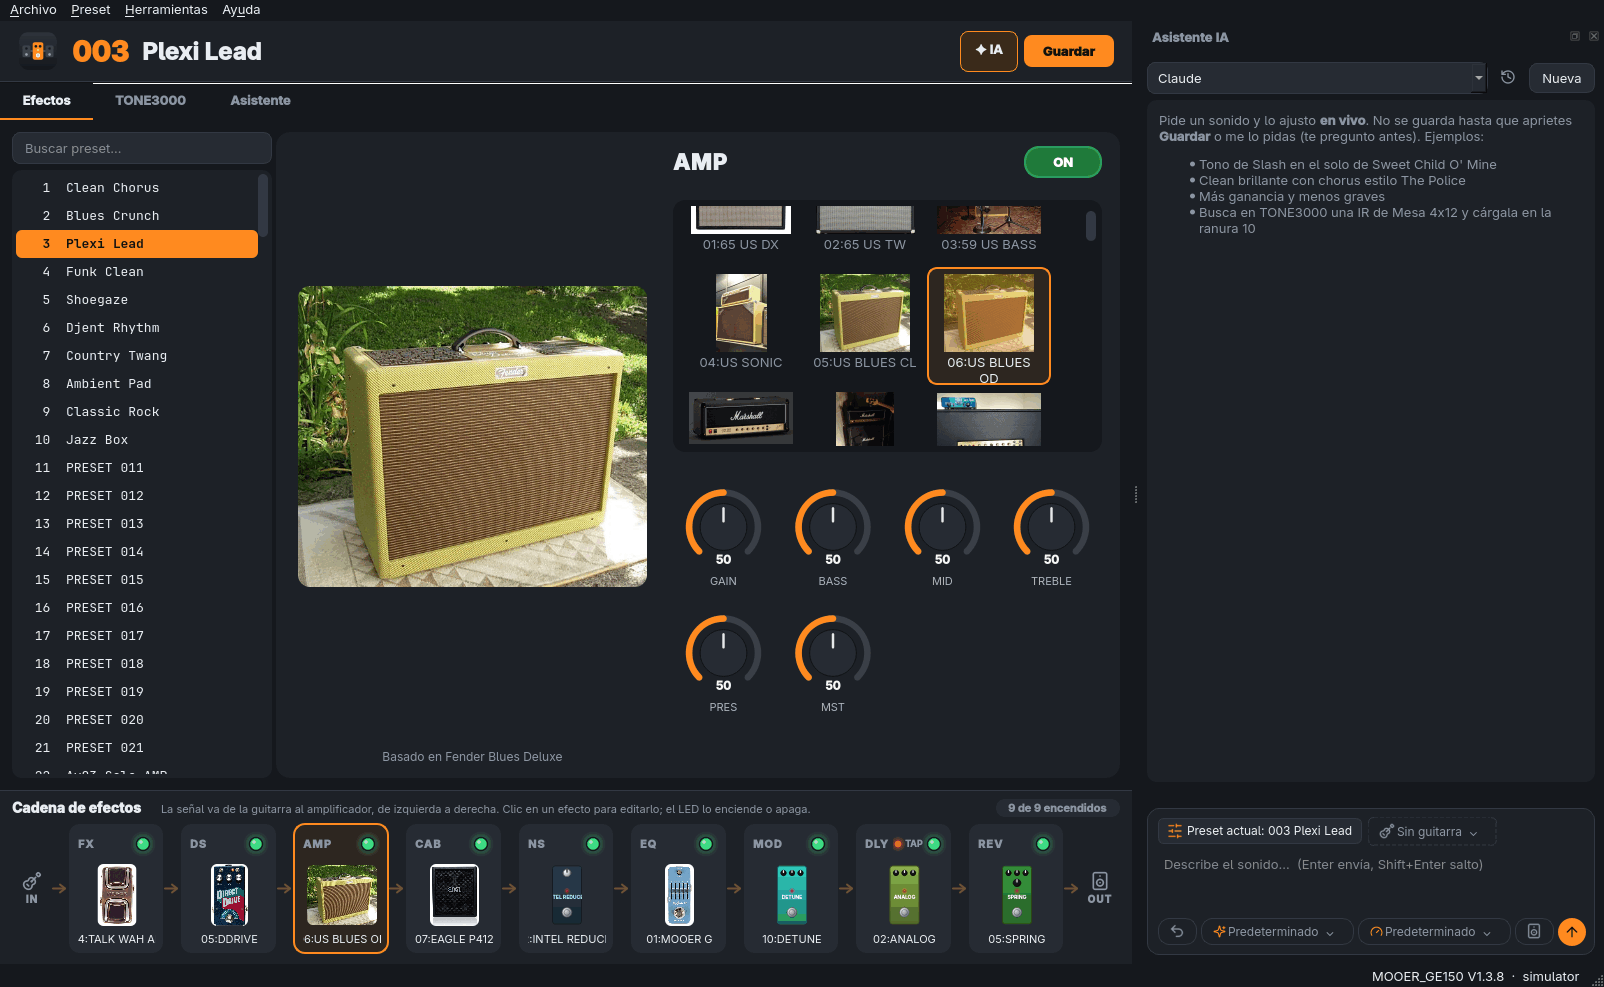 Archivo Preset Herramientas Ayuda
003 Plexi Lead
IA
Guardar
Efectos TONE3000 Asistente
Buscar preset...
1 Clean Chorus
2 Blues Crunch
3 Plexi Lead
4 Funk Clean
5 Shoegaze
6 Djent Rhythm
7 Country Twang
8 Ambient Pad
9 Classic Rock
10 Jazz Box
11 PRESET 011
12 PRESET 012
13 PRESET 013
14 PRESET 014
15 PRESET 015
16 PRESET 016
17 PRESET 017
18 PRESET 018
19 PRESET 019
20 PRESET 020
21 PRESET 021
Fender
Basado en Fender Blues Deluxe
AMP
ON
01:65 US DX
02:65 US TW
03:59 US BASS
04:US SONIC
05:US BLUES CL
06:US BLUES
OD
Marshall
50 50 50 50
GAIN BASS MID TREBLE
50 50
PRES MST
Cadena de efectos
La señal va de la guitarra al amplificador, de izquierda a derecha. Clic en un efecto para editarlo; el LED lo enciende o apaga.
9 de 9 encendidos
IN
FX
4:TALK WAH A
DS
DIRECT DRIVE
05:DDRIVE
AMP
6:US BLUES OI
CAB
07:EAGLE P412
NS
TEL REDUCE
:INTEL REDUCI
EQ
01:MOOER G
MOD
DETUNE
10:DETUNE
DLY TAP
ANALOG
02:ANALOG
REV
SPRING
05:SPRING
OUT
Asistente IA
Claude
Nueva
Pide un sonido y lo ajusto en vivo. No se guarda hasta que aprietes
Guardar o me lo pidas (te pregunto antes). Ejemplos:
• Tono de Slash en el solo de Sweet Child O' Mine
• Clean brillante con chorus estilo The Police
• Más ganancia y menos graves
• Busca en TONE3000 una IR de Mesa 4x12 y cárgala en la
ranura 10
Preset actual: 003 Plexi Lead
Sin guitarra
Describe el sonido... (Enter envía, Shift+Enter salto)
Predeterminado
Predeterminado
MOOER_GE150 V1.3.8 · simulator